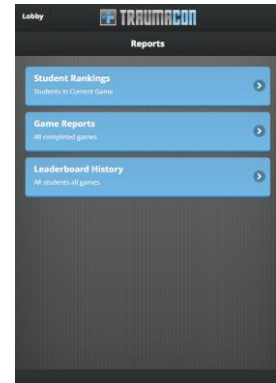 Lobby
TRAUMACON
Reports
Student Rankings
Students in Current Game
Game Reports
All completed games
Leaderboard History
All students all games